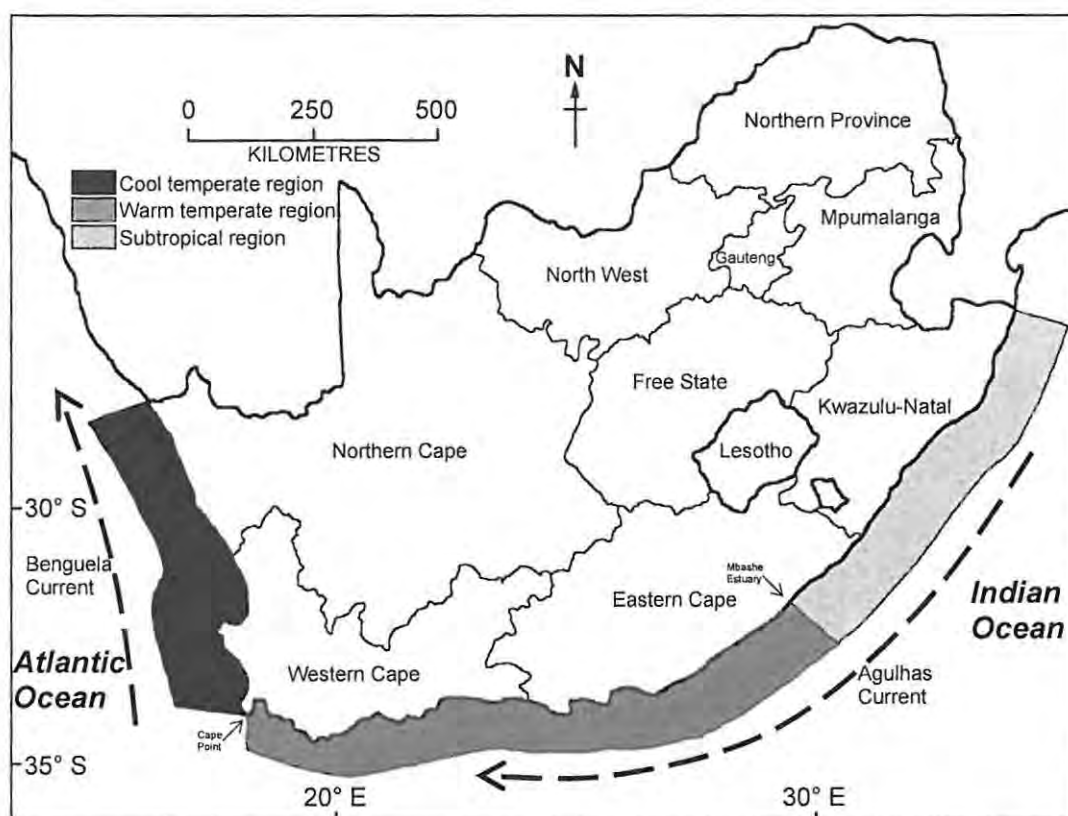 N
0 250 500
KILOMETRES
Cool temperate region
Warm temperate region
Subtropical region
Northern Province
Mpumalanga
Gauteng
North West
Free State
Kwazulu-Natal
Lesotho
Northern Cape
30° S
Benguela
Current
Mbashe
Estuary
Eastern Cape
Indian
Ocean
Atlantic
Ocean
Western Cape
Agulhas
Current
Cape
Point
35° S
20° E
30° E